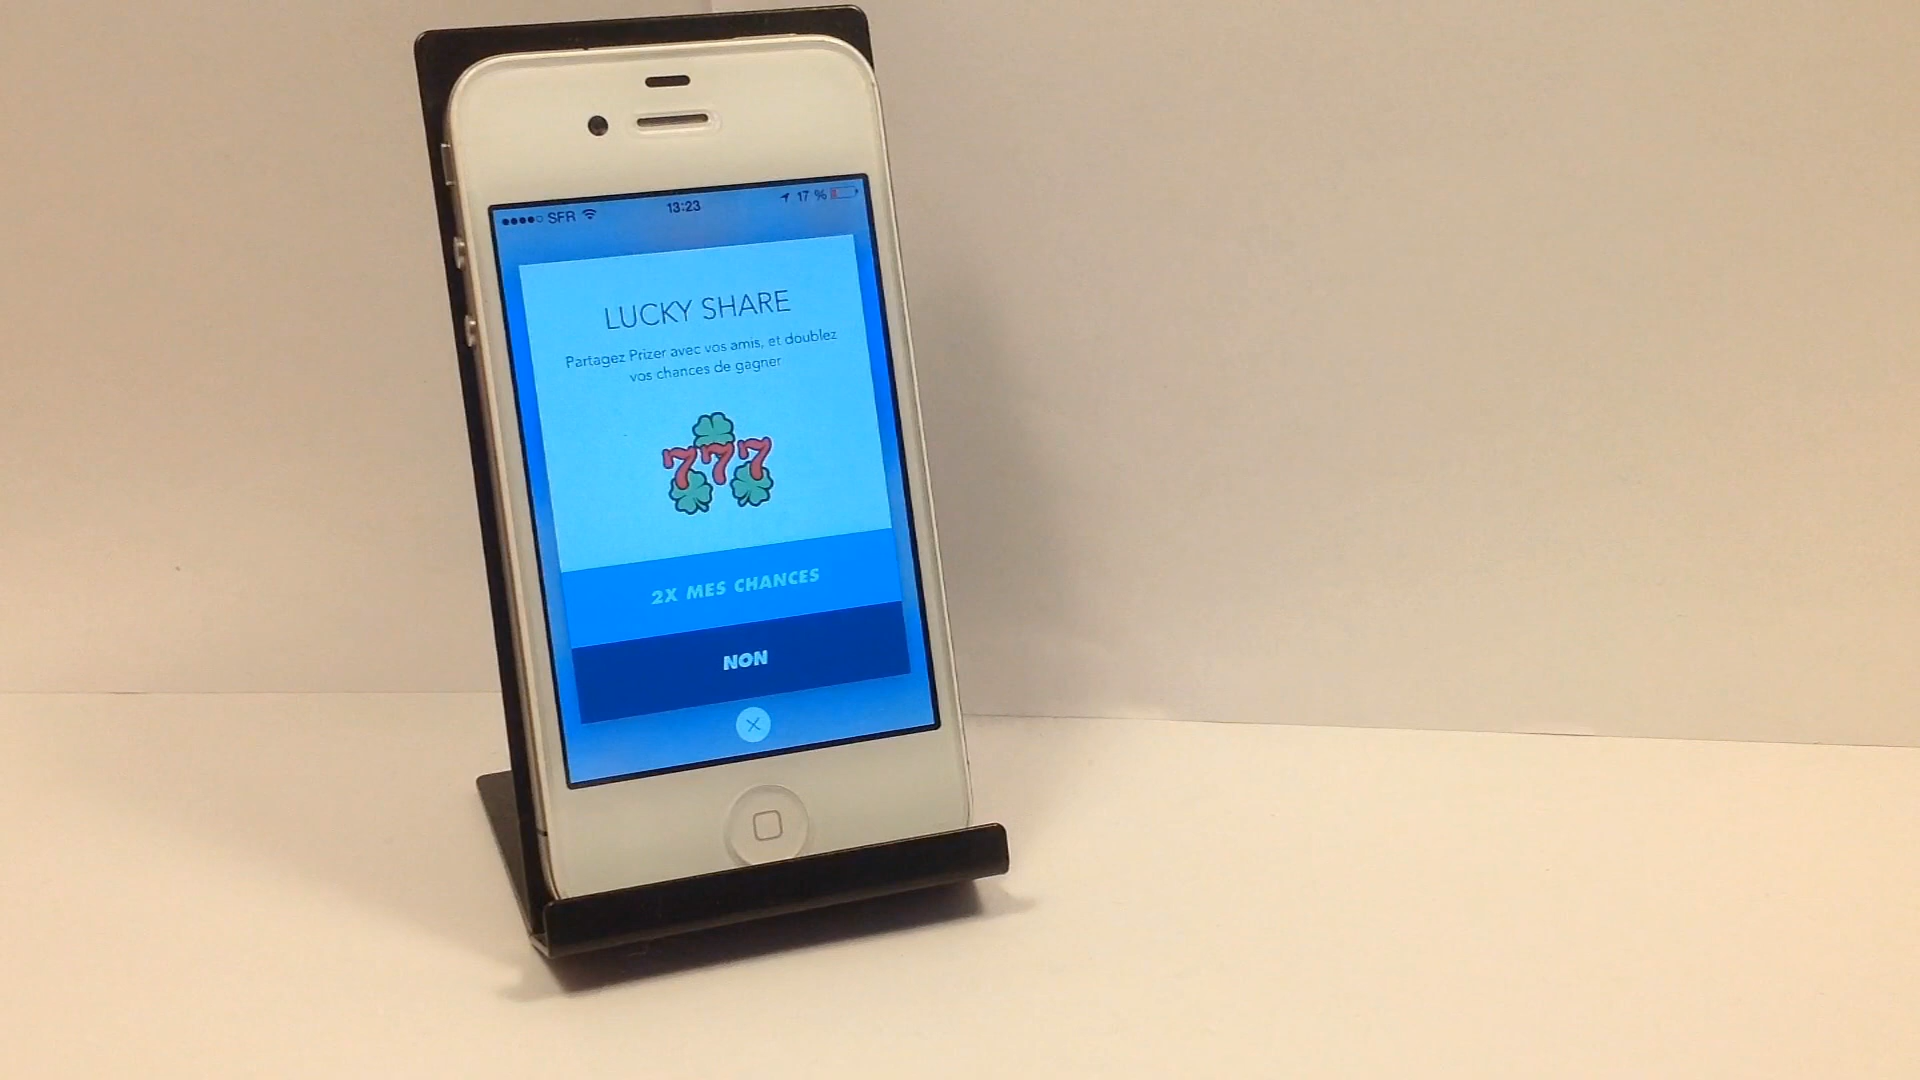 SFR 13:23 17 %
LUCKY SHARE
Partagez Prizer avec vos amis, et doublez
vos chances de gagner
777
2X MES CHANCES
NON